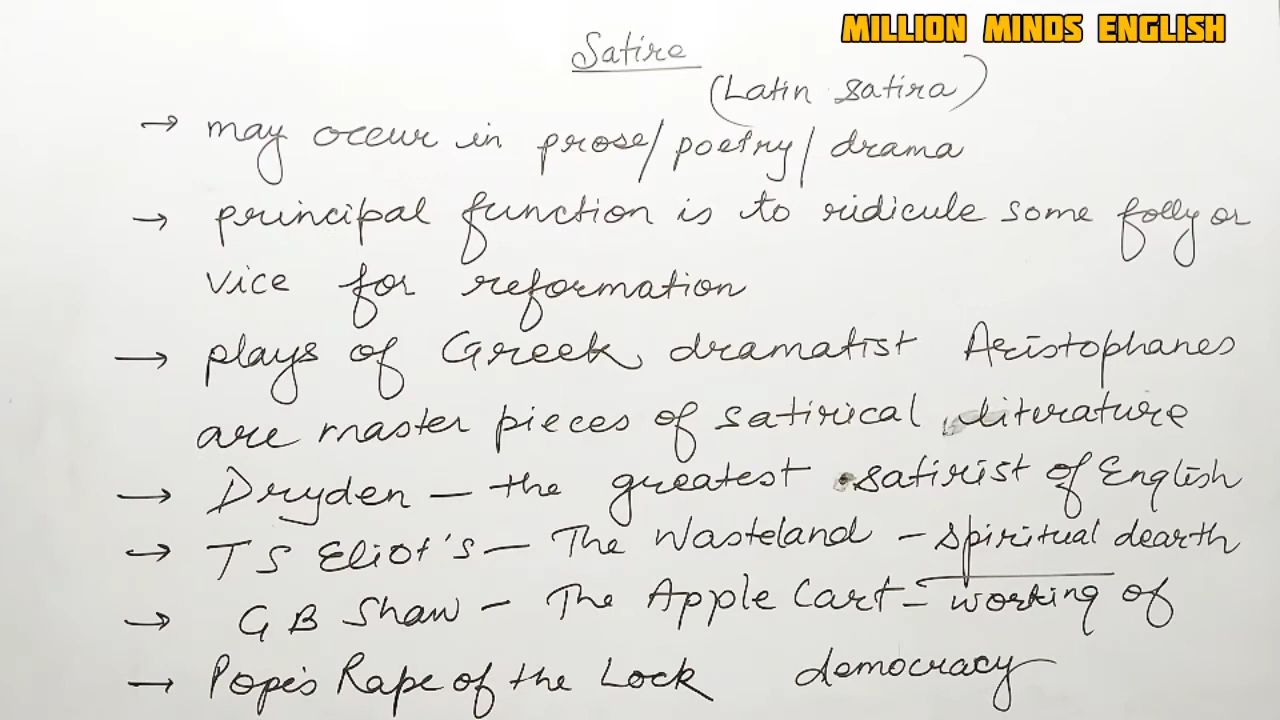 MILLION MINDS ENGLISH
Satire
(Latin satira)
→ may occur in prose/poetry/drama
→ principal function is to ridicule some folly or
vice for reformation
→ plays of Greek dramatist Aristophanes
are master pieces of satirical literature
→ Dryden – the greatest satirist of English
→ T S Eliot's – The Wasteland – spiritual dearth
→ G B Shaw – The Apple Cart – working of
democracy
→ Pope's Rape of the Lock